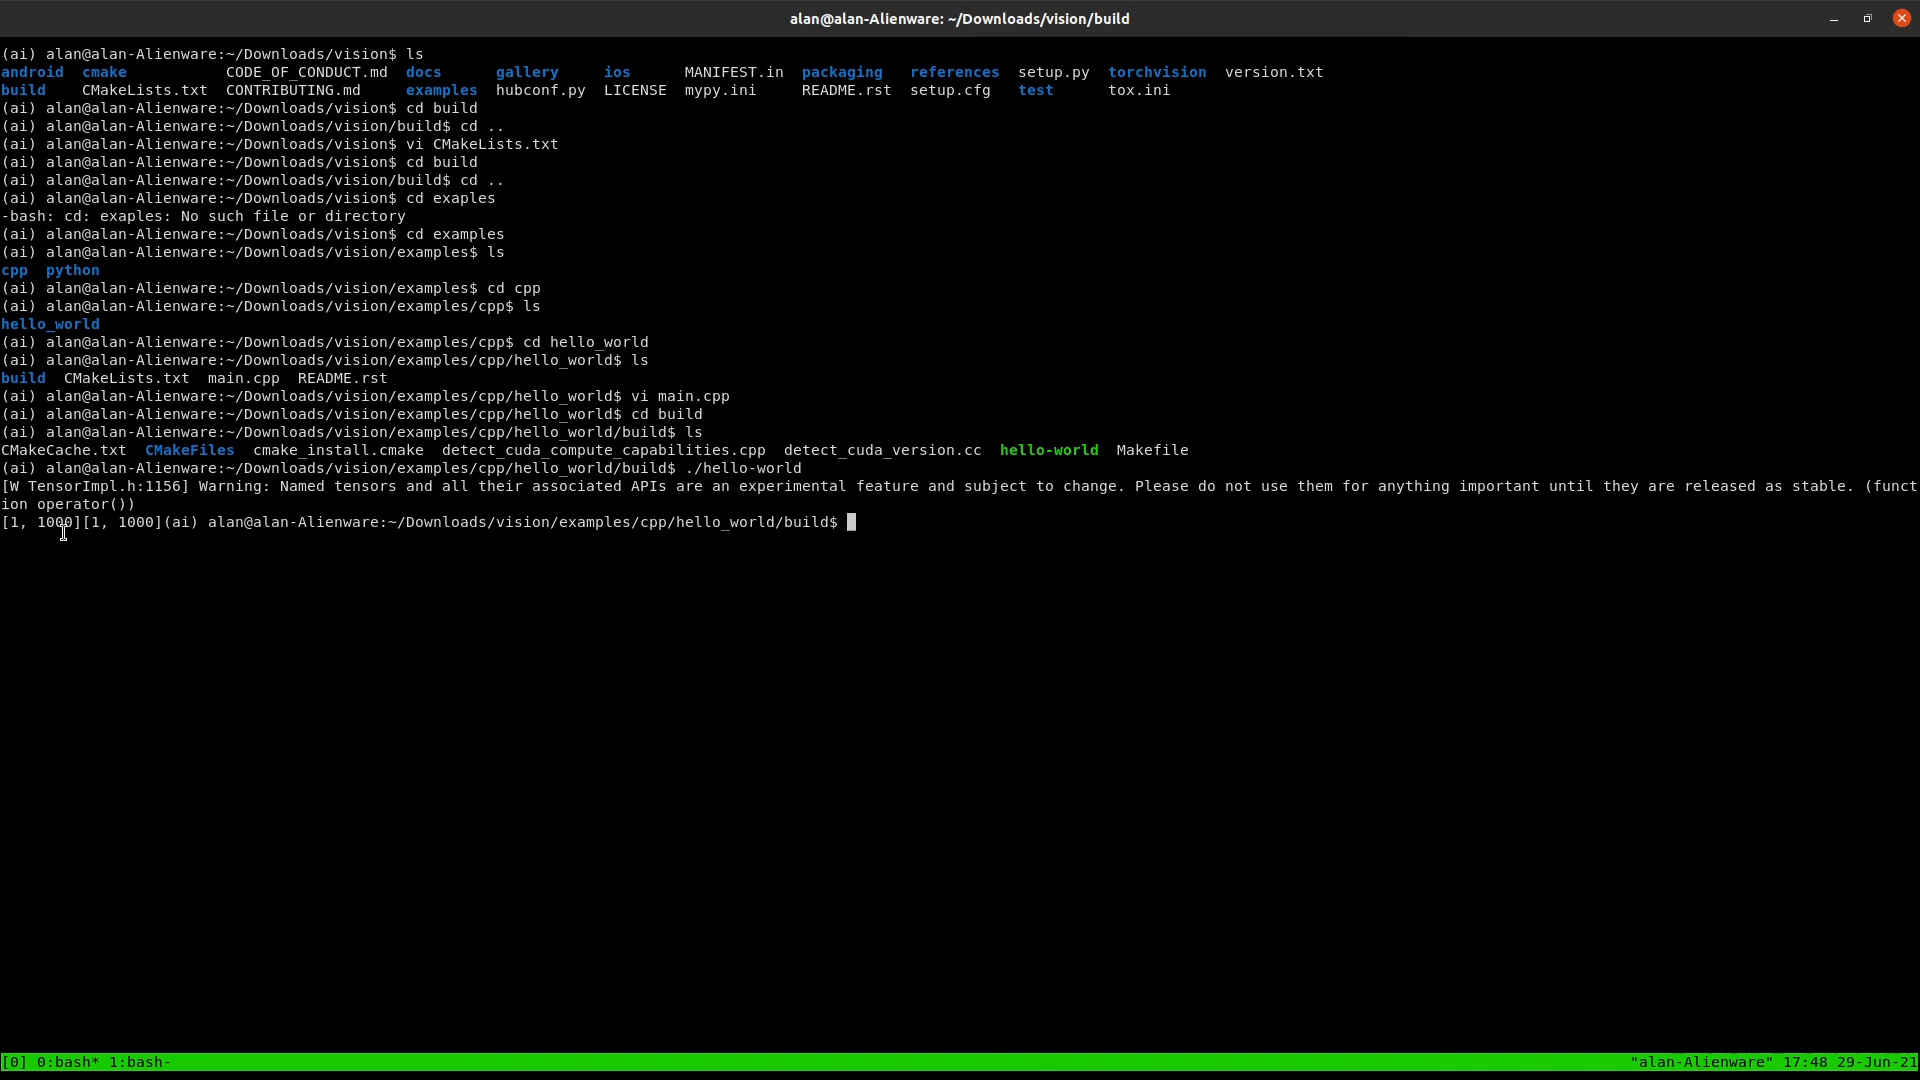 alan@alan-Alienware: ~/Downloads/vision/build
(ai) alan@alan-Alienware:~/Downloads/vision$ ls
android  cmake           CODE_OF_CONDUCT.md  docs      gallery     ios      MANIFEST.in  packaging   references  setup.py  torchvision  version.txt
build    CMakeLists.txt  CONTRIBUTING.md     examples  hubconf.py  LICENSE  mypy.ini     README.rst  setup.cfg   test      tox.ini
(ai) alan@alan-Alienware:~/Downloads/vision$ cd build
(ai) alan@alan-Alienware:~/Downloads/vision/build$ cd ..
(ai) alan@alan-Alienware:~/Downloads/vision$ vi CMakeLists.txt
(ai) alan@alan-Alienware:~/Downloads/vision$ cd build
(ai) alan@alan-Alienware:~/Downloads/vision/build$ cd ..
(ai) alan@alan-Alienware:~/Downloads/vision$ cd exaples
-bash: cd: exaples: No such file or directory
(ai) alan@alan-Alienware:~/Downloads/vision$ cd examples
(ai) alan@alan-Alienware:~/Downloads/vision/examples$ ls
cpp  python
(ai) alan@alan-Alienware:~/Downloads/vision/examples$ cd cpp
(ai) alan@alan-Alienware:~/Downloads/vision/examples/cpp$ ls
hello_world
(ai) alan@alan-Alienware:~/Downloads/vision/examples/cpp$ cd hello_world
(ai) alan@alan-Alienware:~/Downloads/vision/examples/cpp/hello_world$ ls
build  CMakeLists.txt  main.cpp  README.rst
(ai) alan@alan-Alienware:~/Downloads/vision/examples/cpp/hello_world$ vi main.cpp
(ai) alan@alan-Alienware:~/Downloads/vision/examples/cpp/hello_world$ cd build
(ai) alan@alan-Alienware:~/Downloads/vision/examples/cpp/hello_world/build$ ls
CMakeCache.txt  CMakeFiles  cmake_install.cmake  detect_cuda_compute_capabilities.cpp  detect_cuda_version.cc  hello-world  Makefile
(ai) alan@alan-Alienware:~/Downloads/vision/examples/cpp/hello_world/build$ ./hello-world
[W TensorImpl.h:1156] Warning: Named tensors and all their associated APIs are an experimental feature and subject to change. Please do not use them for anything important until they are released as stable. (funct
ion operator())
[1, 1000][1, 1000](ai) alan@alan-Alienware:~/Downloads/vision/examples/cpp/hello_world/build$
[0] 0:bash* 1:bash- "alan-Alienware" 17:48 29-Jun-21